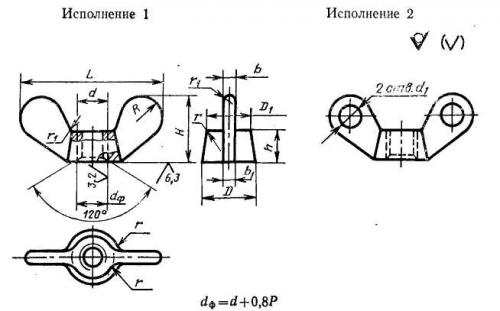 Исполнение 1
Исполнение 2
L
d
b
r₁
D₁
R
H
h
r₁
r
b₁
D
3,2
6,3
dф
120°
r
r
2 отв. d₁
(√)
dф=d+0,8P